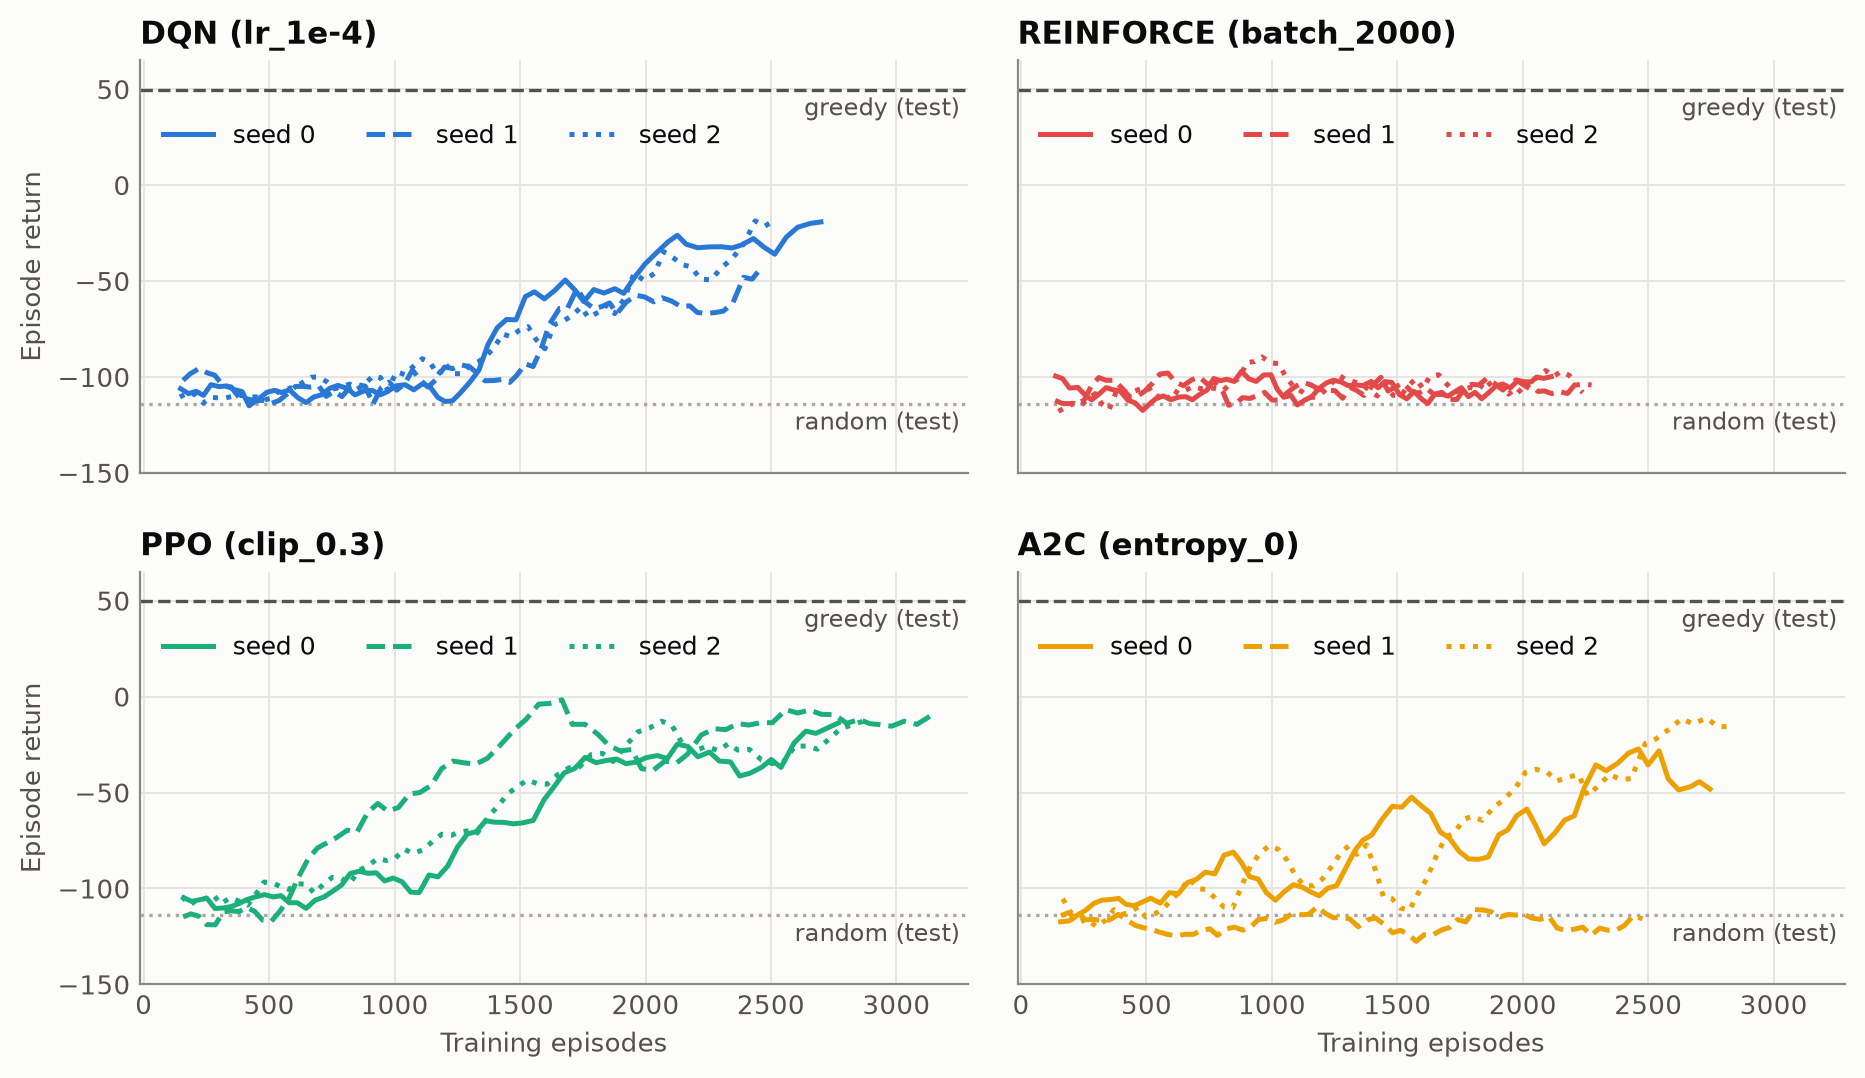 DQN (lr_1e-4)
50
0
−50
−100
−150
Episode return
greedy (test)
seed 0 seed 1 seed 2
random (test)
REINFORCE (batch_2000)
greedy (test)
seed 0 seed 1 seed 2
random (test)
PPO (clip_0.3)
50
0
−50
−100
−150
Episode return
greedy (test)
seed 0 seed 1 seed 2
random (test)
0 500 1000 1500 2000 2500 3000
Training episodes
A2C (entropy_0)
greedy (test)
seed 0 seed 1 seed 2
random (test)
0 500 1000 1500 2000 2500 3000
Training episodes